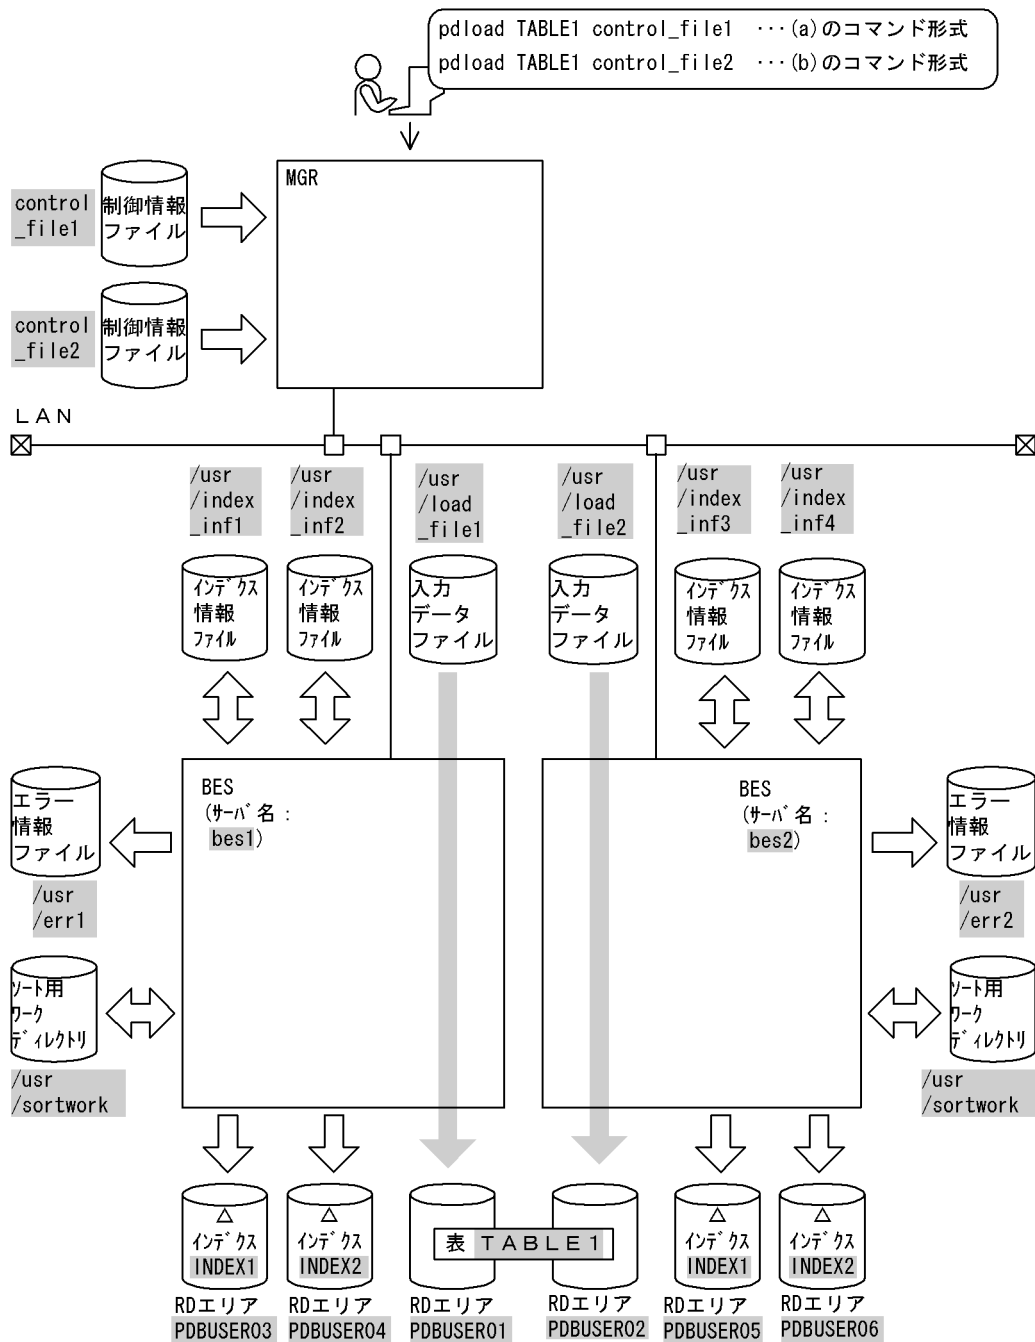 pdload TABLE1 control_file1 ･･･(a)のコマンド形式
pdload TABLE1 control_file2 ･･･(b)のコマンド形式
MGR
control
_file1
制御情報
ファイル
control
_file2
制御情報
ファイル
ＬＡＮ
/usr
/index
_inf1
/usr
/index
_inf2
/usr
/load
_file1
/usr
/load
_file2
/usr
/index
_inf3
/usr
/index
_inf4
ｲﾝﾃﾞｸｽ
情報
ﾌｧｲﾙ
ｲﾝﾃﾞｸｽ
情報
ﾌｧｲﾙ
入力
データ
ファイル
入力
データ
ファイル
ｲﾝﾃﾞｸｽ
情報
ﾌｧｲﾙ
ｲﾝﾃﾞｸｽ
情報
ﾌｧｲﾙ
エラー
情報
ファイル
/usr
/err1
BES
(ｻｰﾊﾞ名：
bes1)
BES
(ｻｰﾊﾞ名：
bes2)
エラー
情報
ファイル
/usr
/err2
ｿｰﾄ用
ﾜｰｸ
ﾃﾞｨﾚｸﾄﾘ
/usr
/sortwork
ｿｰﾄ用
ﾜｰｸ
ﾃﾞｨﾚｸﾄﾘ
/usr
/sortwork
ｲﾝﾃﾞｸｽ
INDEX1
ｲﾝﾃﾞｸｽ
INDEX2
表 ＴＡＢＬＥ１
ｲﾝﾃﾞｸｽ
INDEX1
ｲﾝﾃﾞｸｽ
INDEX2
RDエリア
PDBUSER03
RDエリア
PDBUSER04
RDエリア
PDBUSER01
RDエリア
PDBUSER02
RDエリア
PDBUSER05
RDエリア
PDBUSER06